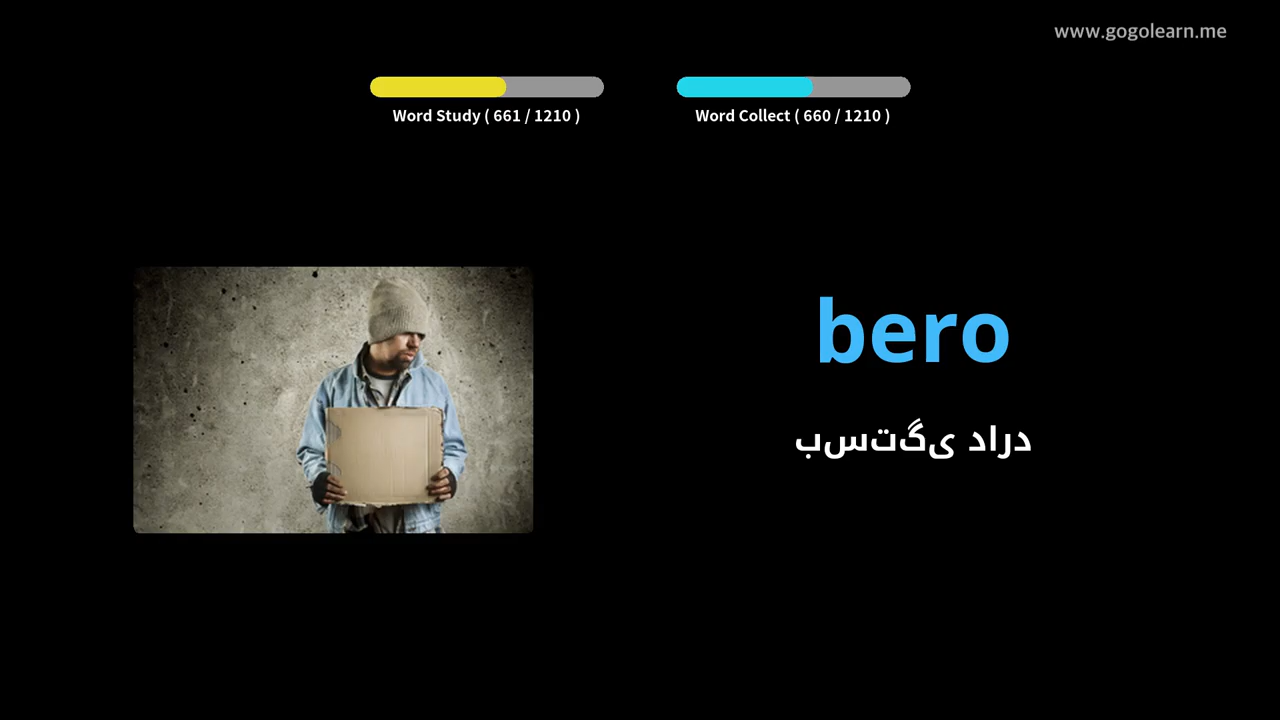 www.gogolearn.me
Word Study ( 661 / 1210 )
Word Collect ( 660 / 1210 )
bero
دراد یگتسب